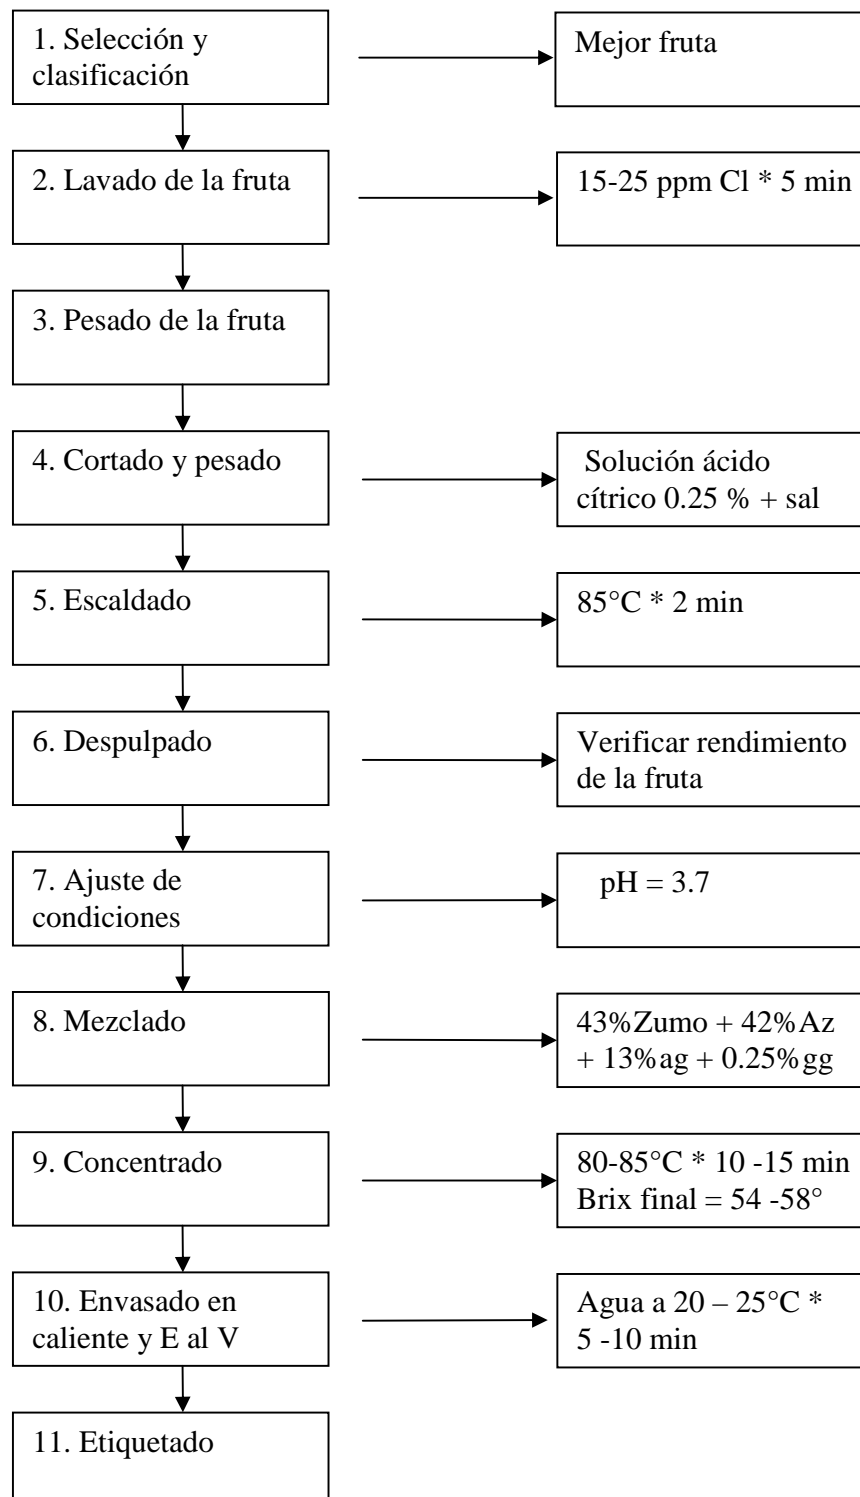 1. Selección y
clasificación
Mejor fruta
2. Lavado de la fruta
15-25 ppm Cl * 5 min
3. Pesado de la fruta
4. Cortado y pesado
Solución ácido
cítrico 0.25 % + sal
5. Escaldado
85°C * 2 min
6. Despulpado
Verificar rendimiento
de la fruta
7. Ajuste de
condiciones
pH = 3.7
8. Mezclado
43%Zumo + 42%Az
+ 13%ag + 0.25%gg
9. Concentrado
80-85°C * 10 -15 min
Brix final = 54 -58°
10. Envasado en
caliente y E al V
Agua a 20 – 25°C *
5 -10 min
11. Etiquetado